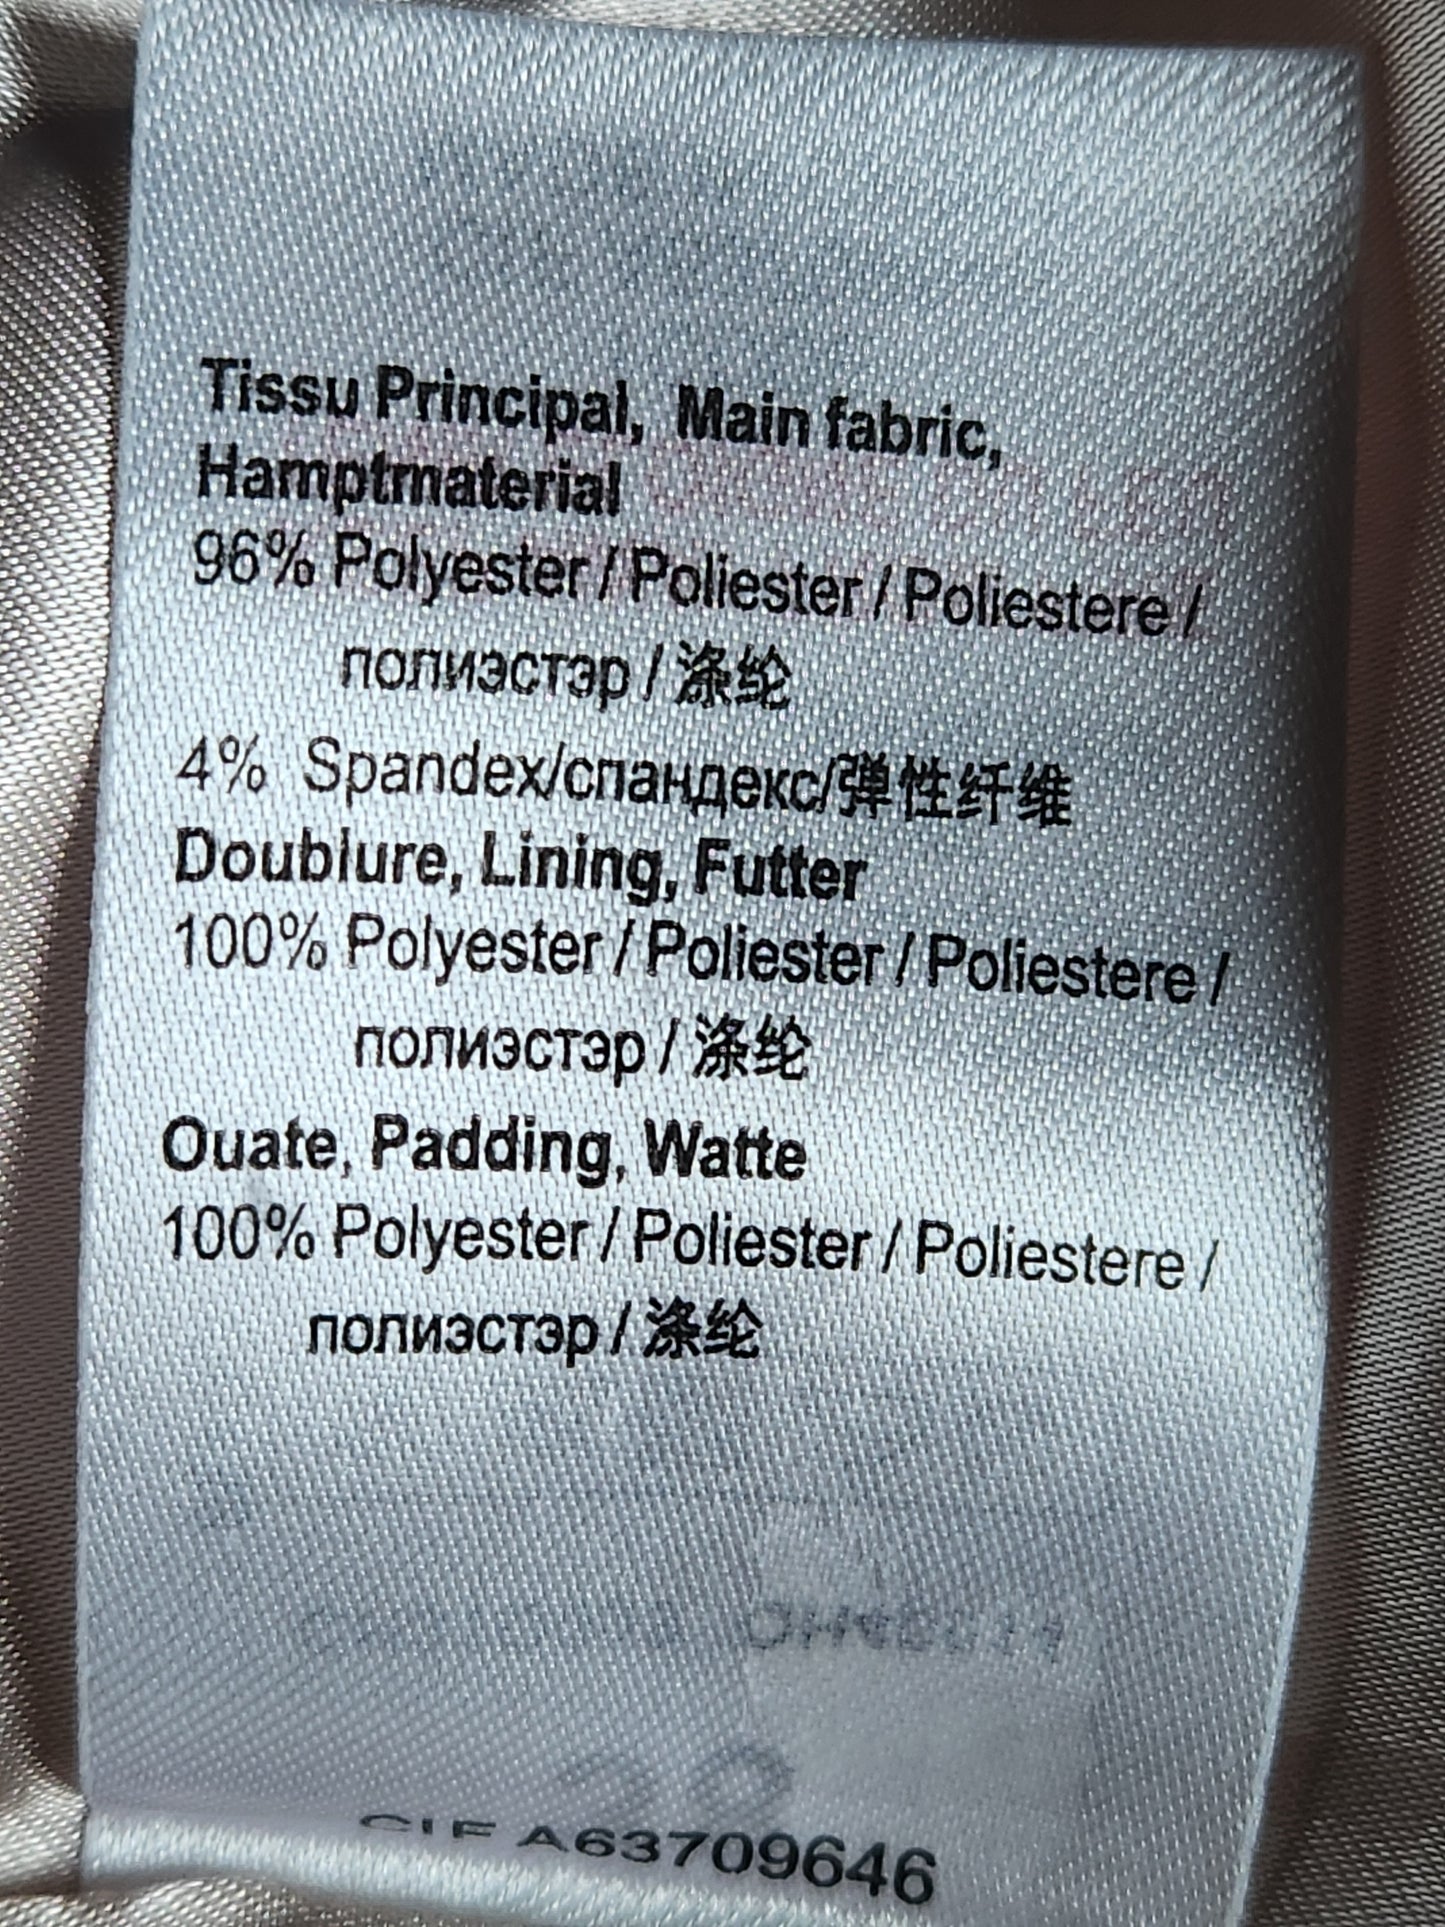 Tissu Principal, Main fabric,
Hamptmaterial
96% Polyester / Poliester / Poliestere /
полиэстэр / 涤纶
4% Spandex/спандекс/弹性纤维
Doublure, Lining, Futter
100% Polyester / Poliester / Poliestere /
полиэстэр / 涤纶
Ouate, Padding, Watte
100% Polyester / Poliester / Poliestere /
полиэстэр / 涤纶
CIF A63709646